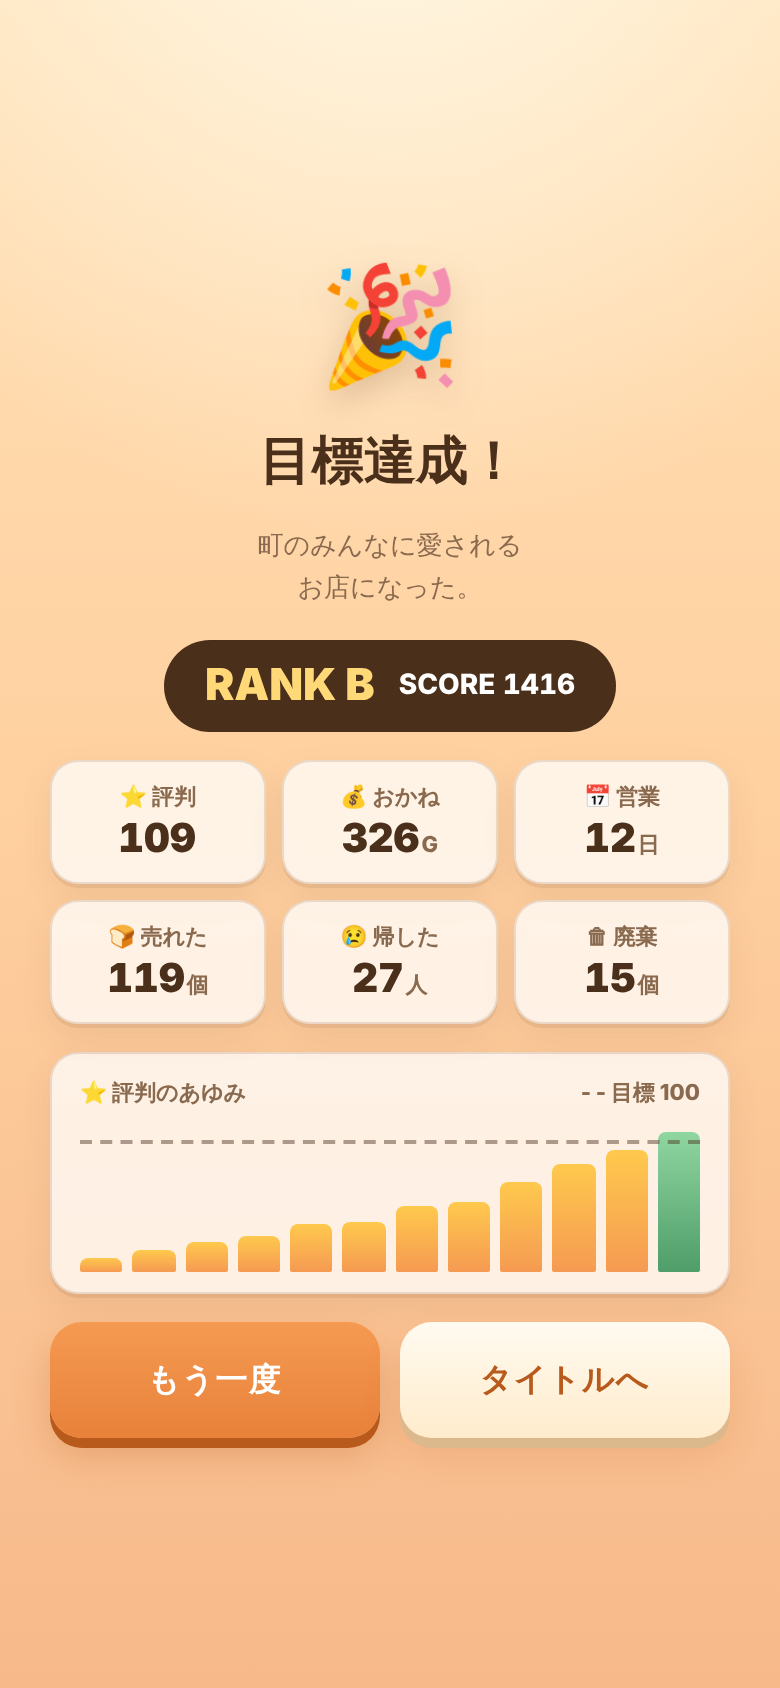 目標達成！
町のみんなに愛される
お店になった。
RANK B SCORE 1416
⭐ 評判
109
💰 おかね
326G
📅 営業
12日
🍞 売れた
119個
😢 帰した
27人
🗑 廃棄
15個
⭐ 評判のあゆみ
- - 目標 100
もう一度
タイトルへ